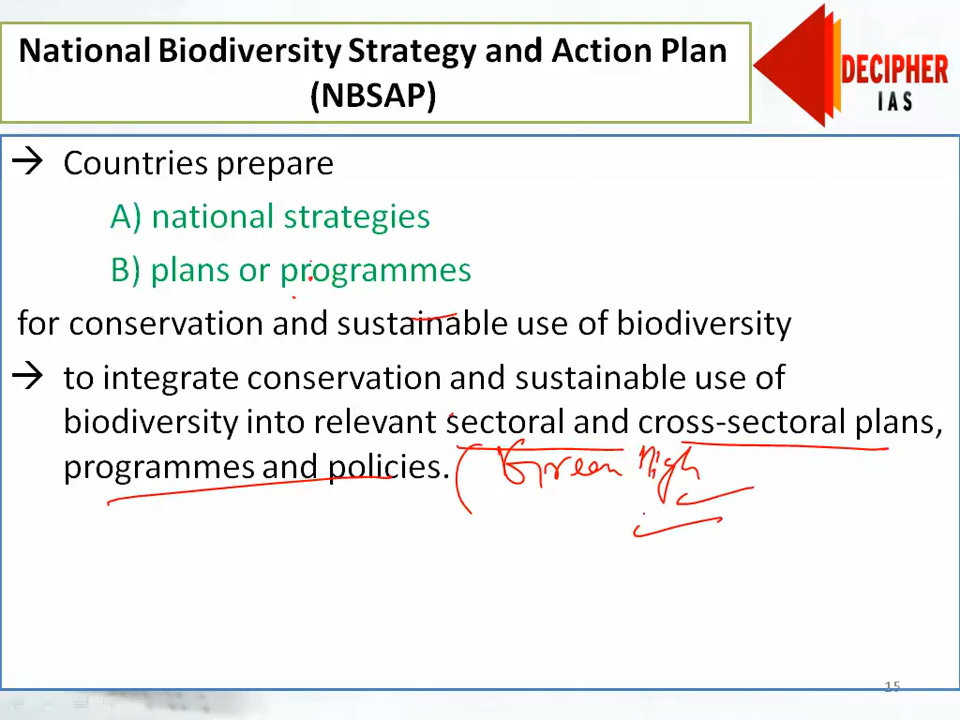 National Biodiversity Strategy and Action Plan
(NBSAP)
DECIPHER
IAS
→ Countries prepare
A) national strategies
B) plans or programmes
for conservation and sustainable use of biodiversity
→ to integrate conservation and sustainable use of
biodiversity into relevant sectoral and cross-sectoral plans,
programmes and policies.
(Green High
15